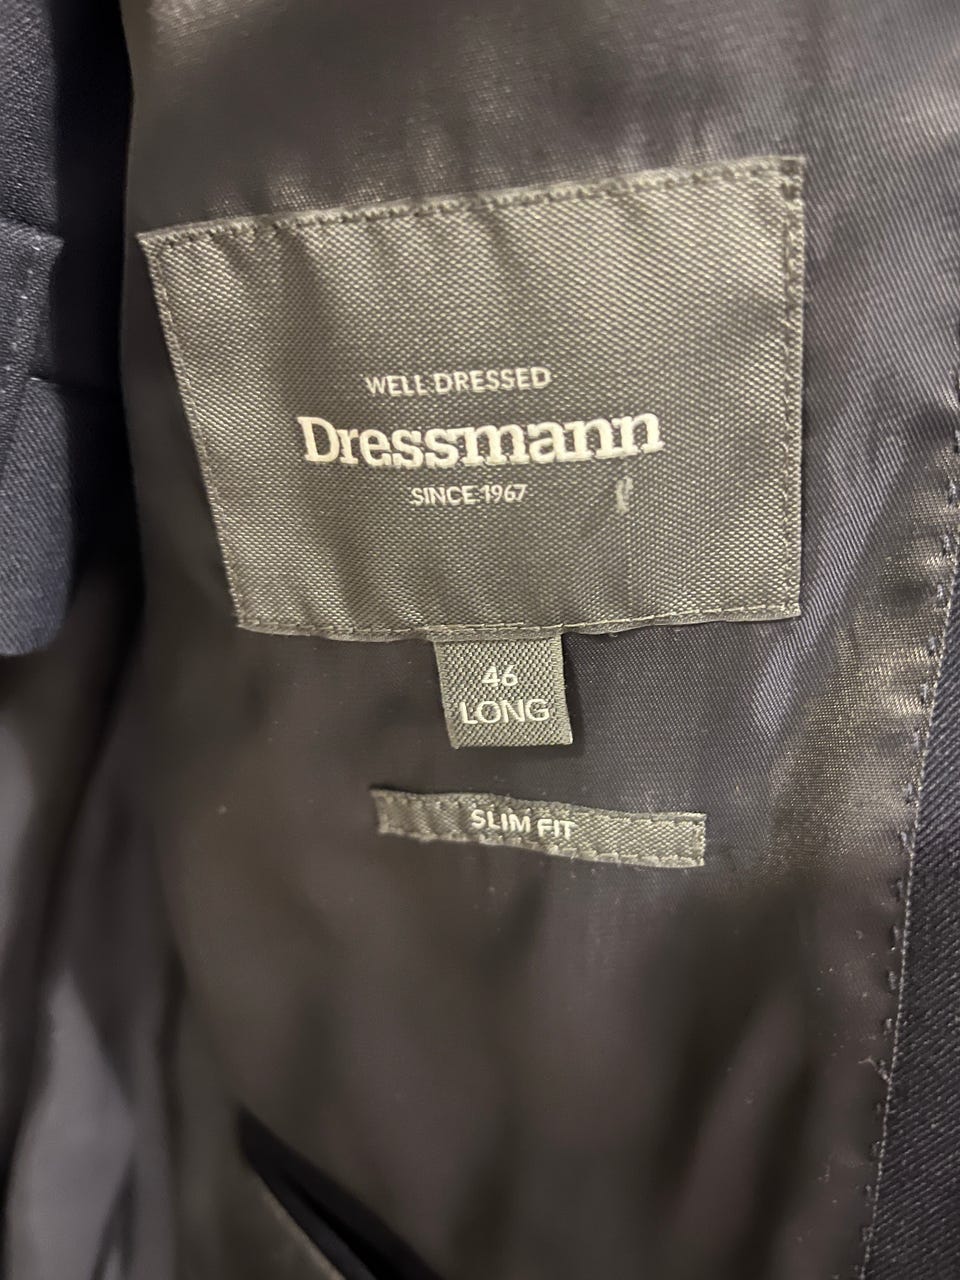 WELL DRESSED
Dressmann
SINCE 1967
46
LONG
SLIM FIT